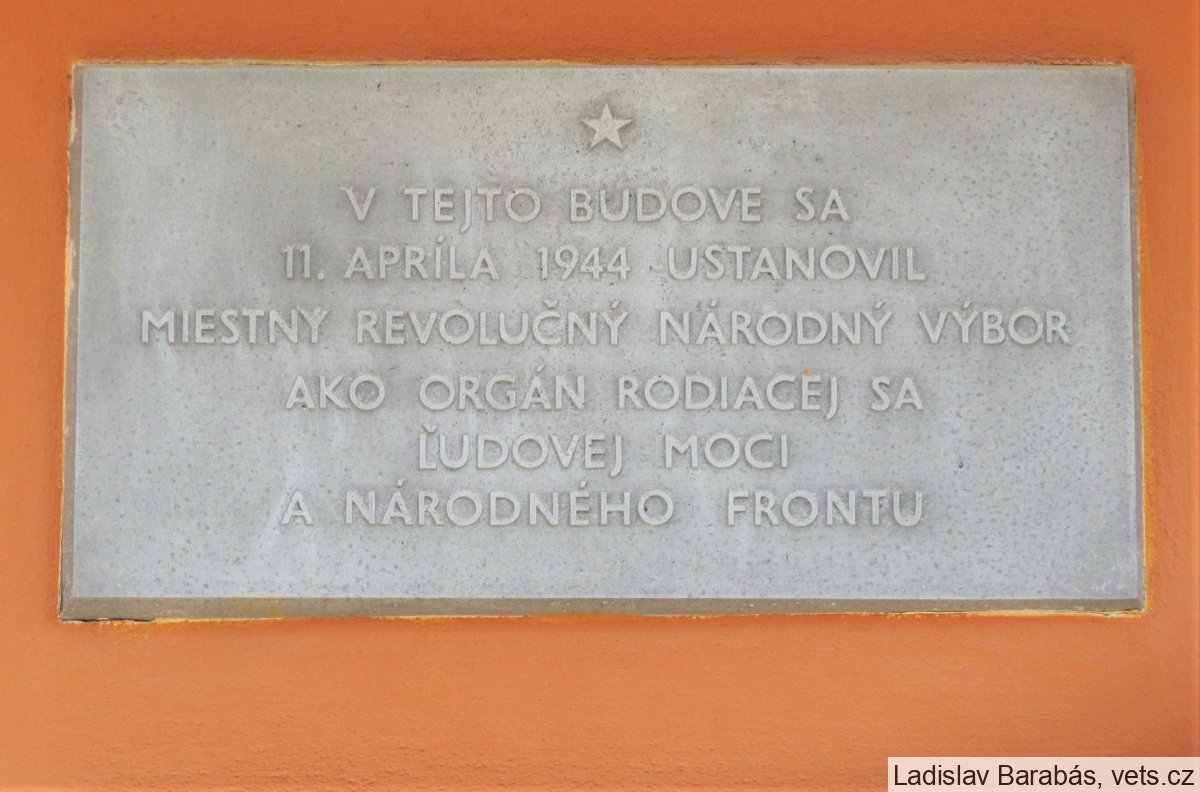 V TEJTO BUDOVE SA
11. APRÍLA 1944 USTANOVIL
MIESTNÝ REVOLUČNÝ NÁRODNÝ VÝBOR
AKO ORGÁN RODIACEJ SA
ĽUDOVEJ MOCI
A NÁRODNÉHO FRONTU
Ladislav Barabás, vets.cz